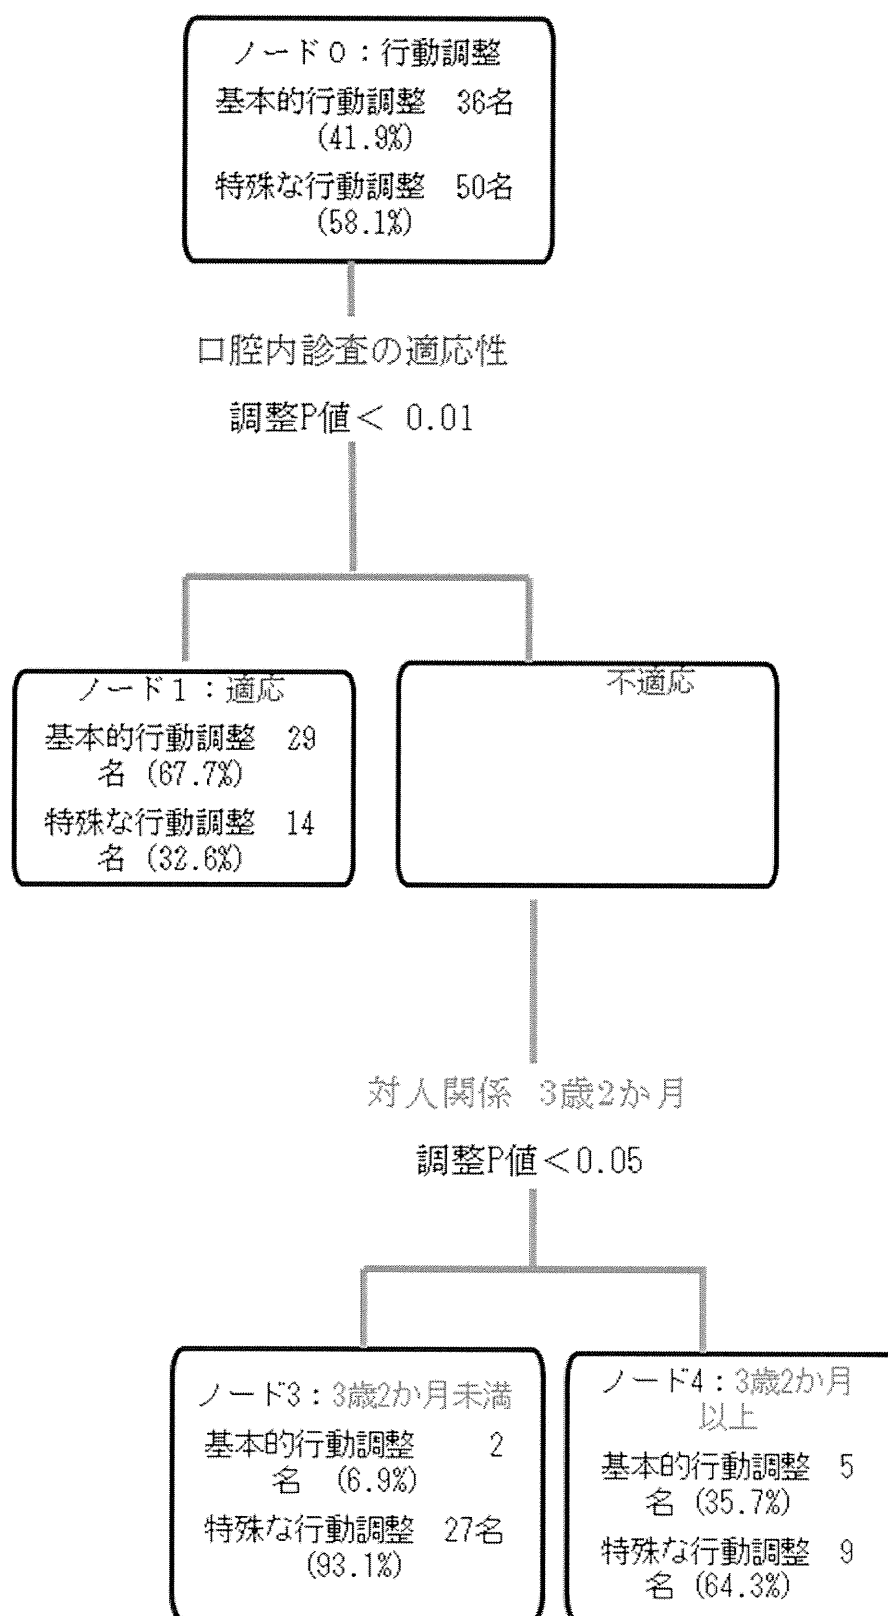 ノード０：行動調整
基本的行動調整　36名
(41.9%)
特殊な行動調整　50名
(58.1%)
口腔内診査の適応性
調整P値＜ 0.01
ノード１：適応
基本的行動調整　29
名 (67.7%)
特殊な行動調整　14
名 (32.6%)
不適応
対人関係 3歳2か月
調整P値＜0.05
ノード3：3歳2か月未満
基本的行動調整　2
名 (6.9%)
特殊な行動調整　27名
(93.1%)
ノード4：3歳2か月
以上
基本的行動調整　5
名 (35.7%)
特殊な行動調整　9
名 (64.3%)